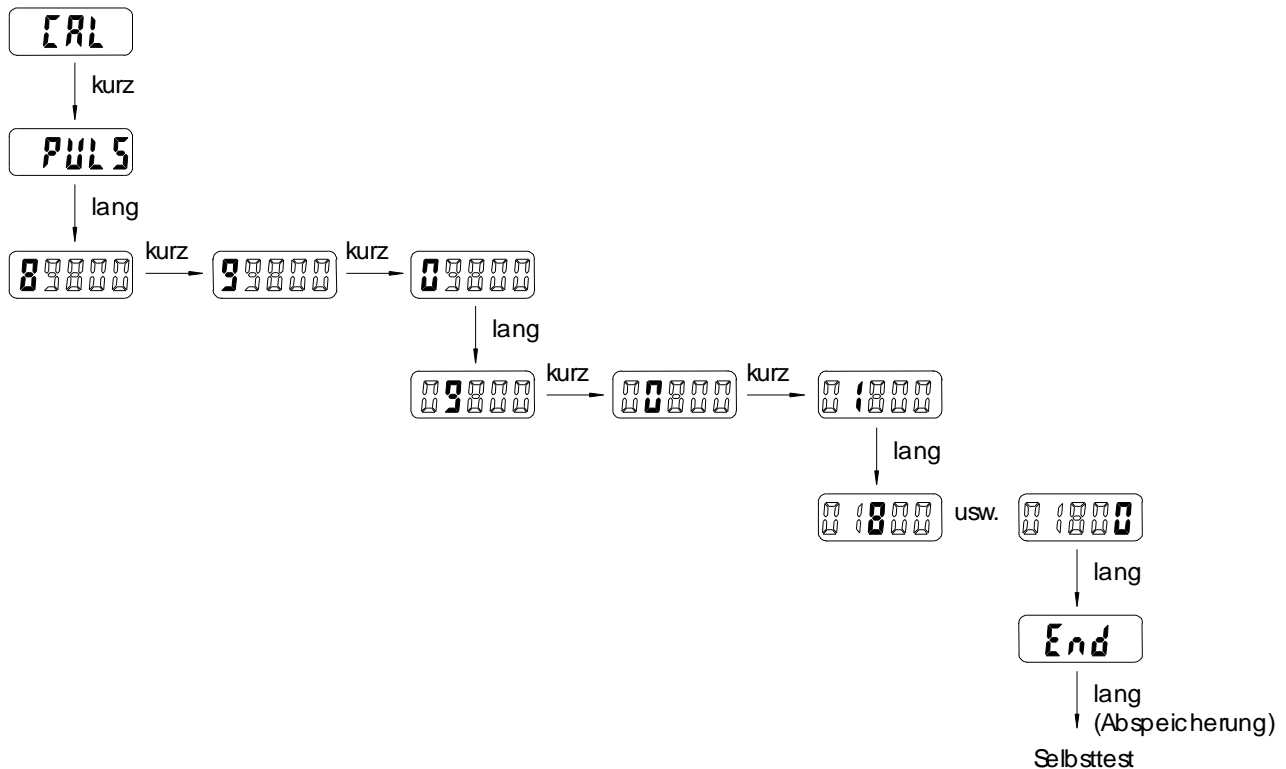 CAL
kurz
PULS
lang
89800 kurz 99800 kurz 09800
lang
09800 kurz 00800 kurz 01800
lang
01800 usw. 01800
lang
End
lang
(Abspeicherung)
Selbsttest